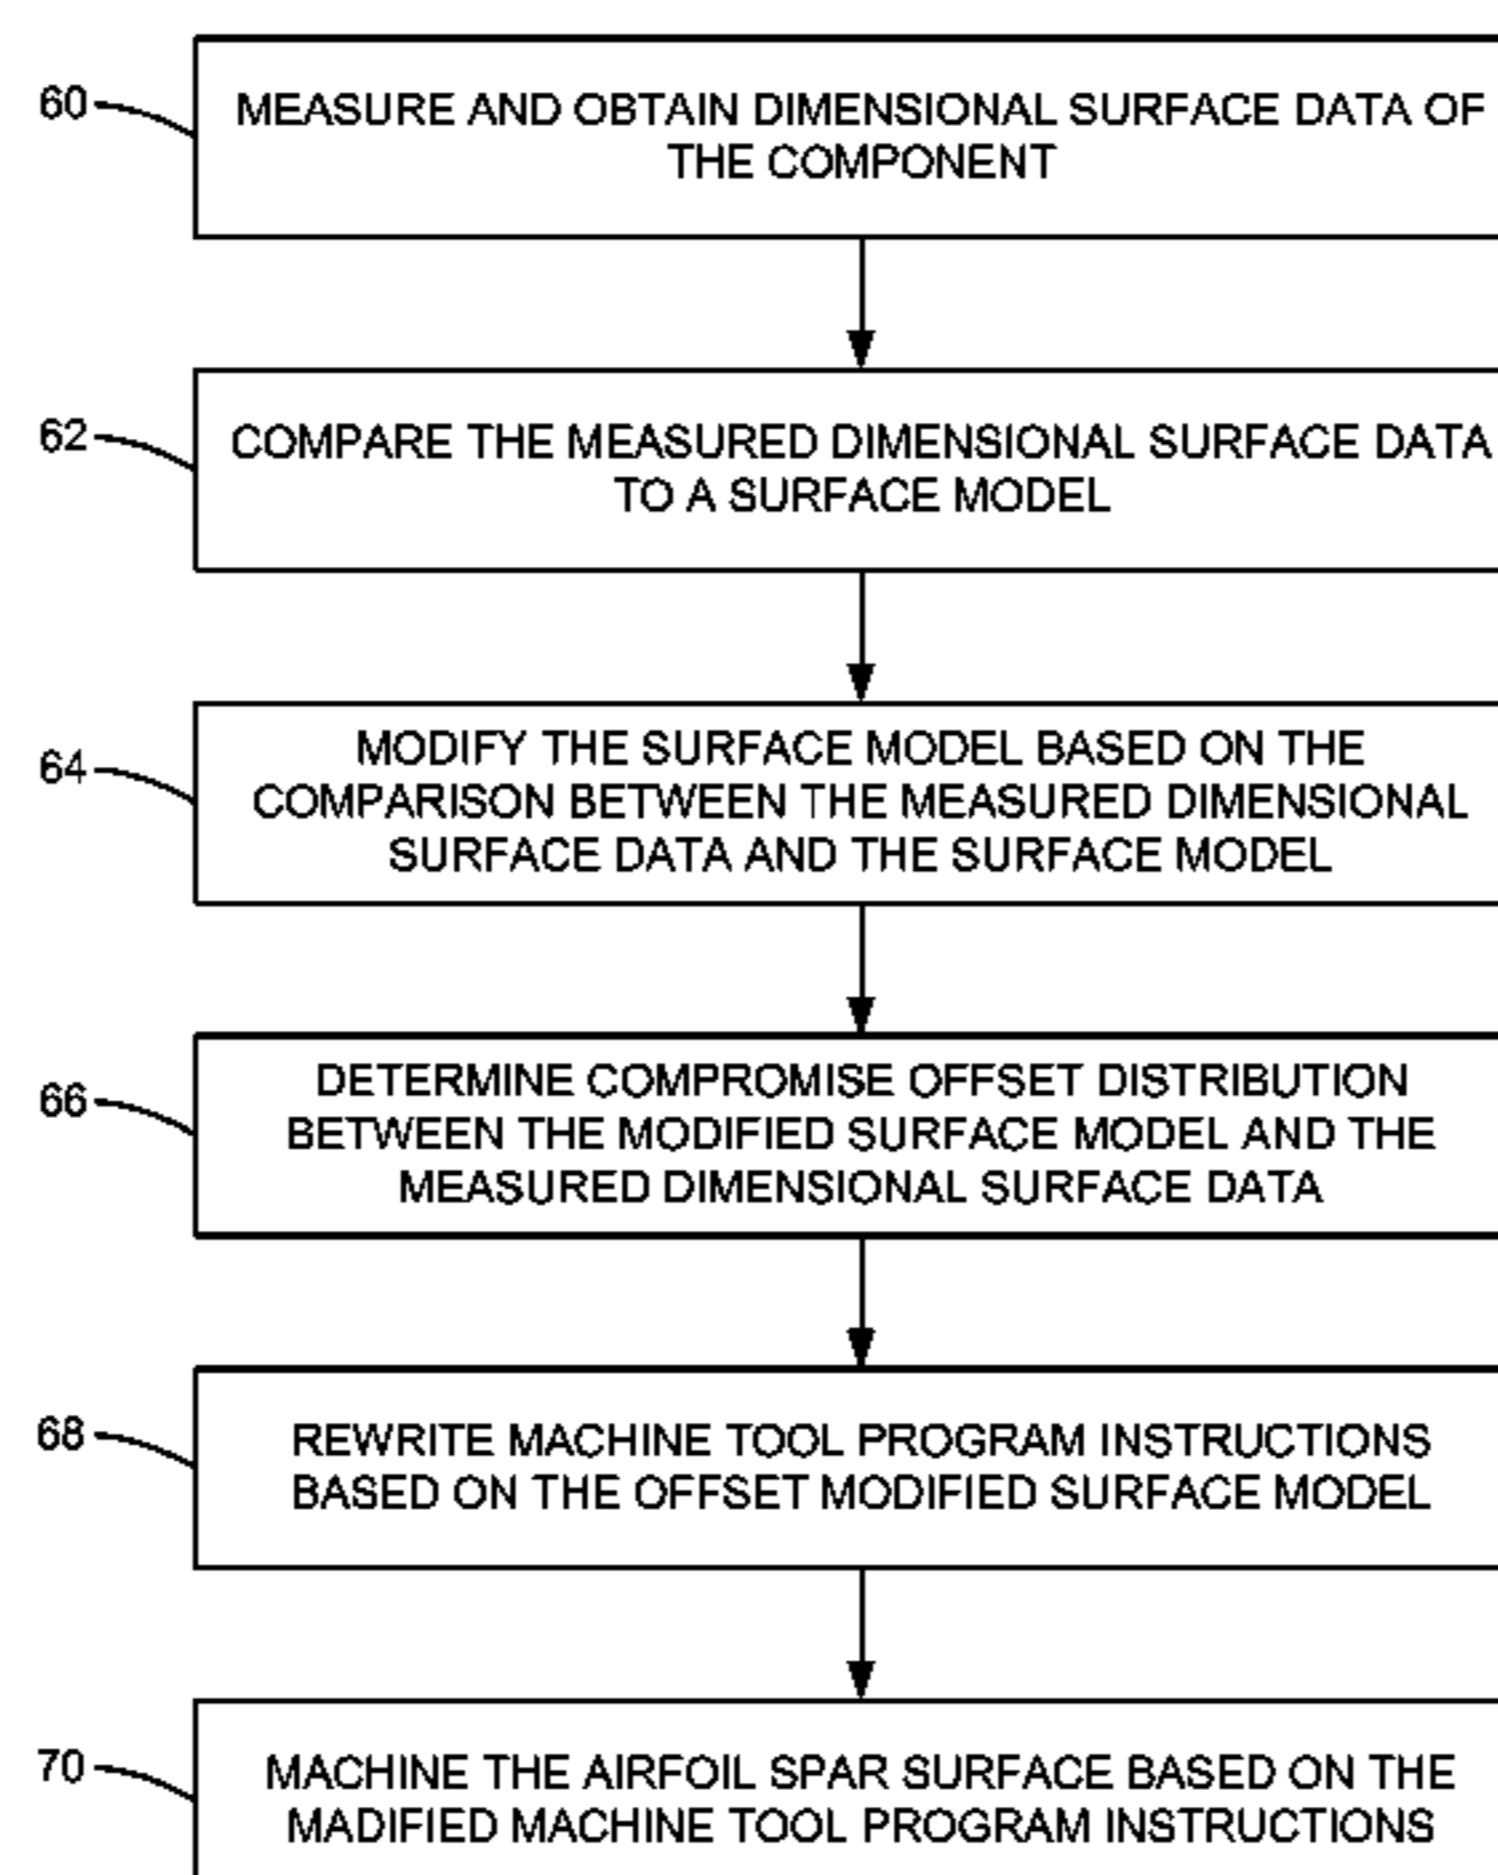 60
MEASURE AND OBTAIN DIMENSIONAL SURFACE DATA OF
THE COMPONENT
62
COMPARE THE MEASURED DIMENSIONAL SURFACE DATA
TO A SURFACE MODEL
64
MODIFY THE SURFACE MODEL BASED ON THE
COMPARISON BETWEEN THE MEASURED DIMENSIONAL
SURFACE DATA AND THE SURFACE MODEL
66
DETERMINE COMPROMISE OFFSET DISTRIBUTION
BETWEEN THE MODIFIED SURFACE MODEL AND THE
MEASURED DIMENSIONAL SURFACE DATA
68
REWRITE MACHINE TOOL PROGRAM INSTRUCTIONS
BASED ON THE OFFSET MODIFIED SURFACE MODEL
70
MACHINE THE AIRFOIL SPAR SURFACE BASED ON THE
MADIFIED MACHINE TOOL PROGRAM INSTRUCTIONS